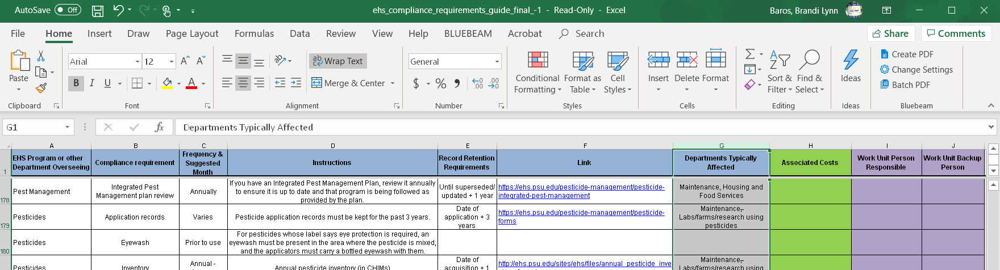 AutoSave Off ehs_compliance_requirements_guide_final_-1 - Read-Only - Excel Baros, Brandi Lynn
File Home Insert Draw Page Layout Formulas Data Review View Help BLUEBEAM Acrobat Search Share Comments
Paste
Arial 12
B I U A
ab Wrap Text
Merge & Center
General
$ % , .00 .00
Conditional Formatting
Format as Table
Cell Styles
Insert Delete Format
Sort & Filter
Find & Select
Ideas
Create PDF
Change Settings
Batch PDF
Clipboard Font Alignment Number Styles Cells Editing Ideas Bluebeam
G1 fx Departments Typically Affected
A B C D E F G H I J
1
EHS Program or other
Department Overseeing
Compliance requirement
Frequency &
Suggested
Month
Instructions
Record Retention
Requirements
Link
Departments Typically
Affected
Associated Costs
Work Unit Person
Responsible
Work Unit Backup
Person
178
Pest Management
Integrated Pest
Management plan review
Annually
If you have an Integrated Pest Management Plan, review it annually
to ensure it is up to date and that program is being followed as
provided by the plan.
Until superseded/
updated + 1 year
https://ehs.psu.edu/pesticide-management/pesticide-
integrated-pest-management
Maintenance, Housing and
Food Services
179
Pesticides
Application records
Varies
Pesticide application records must be kept for the past 3 years.
Date of
application + 3
years
https://ehs.psu.edu/pesticide-management/pesticide-
forms
Maintenance,
Labs/farms/research using
pesticides
180
Pesticides
Eyewash
Prior to use
For pesticides whose label says eye protection is required, an
eyewash must be present in the area where the pesticide is mixed,
and the applicators must carry a bottled eyewash with them.
Pesticides
Inventory
Annual -
Annual pesticide inventory (in CHIMs)
Date of
acquisition + 1
http://ehs.psu.edu/sites/ehs/files/annual_pesticide_inve
Maintenance,
Labs/farms/research using